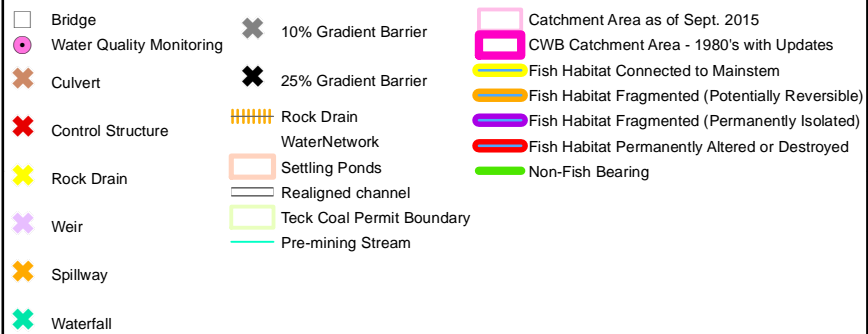 Bridge
Water Quality Monitoring
Culvert
Control Structure
Rock Drain
Weir
Spillway
Waterfall
10% Gradient Barrier
25% Gradient Barrier
Rock Drain
WaterNetwork
Settling Ponds
Realigned channel
Teck Coal Permit Boundary
Pre-mining Stream
Catchment Area as of Sept. 2015
CWB Catchment Area - 1980's with Updates
Fish Habitat Connected to Mainstem
Fish Habitat Fragmented (Potentially Reversible)
Fish Habitat Fragmented (Permanently Isolated)
Fish Habitat Permanently Altered or Destroyed
Non-Fish Bearing